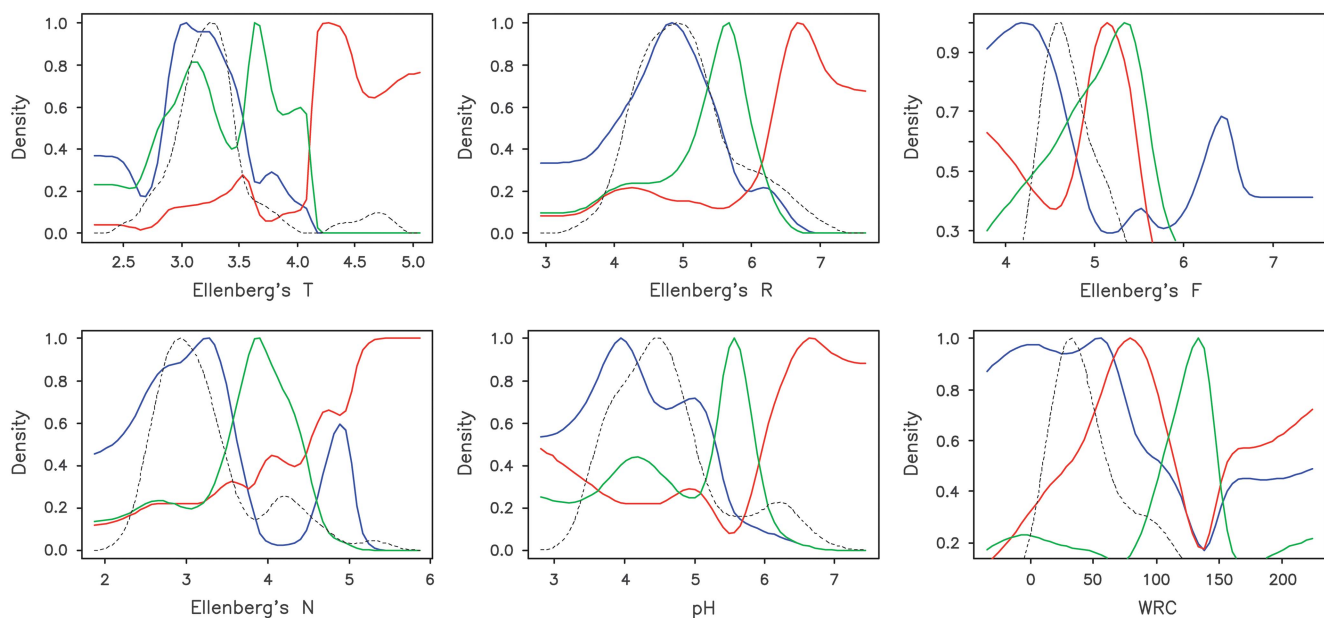 Density
1.0
0.8
0.6
0.4
0.2
0.0
2.5 3.0 3.5 4.0 4.5 5.0
Ellenberg's T
Density
1.0
0.8
0.6
0.4
0.2
0.0
3 4 5 6 7
Ellenberg's R
Density
0.9
0.7
0.5
0.3
4 5 6 7
Ellenberg's F
Density
1.0
0.8
0.6
0.4
0.2
0.0
2 3 4 5 6
Ellenberg's N
Density
1.0
0.8
0.6
0.4
0.2
0.0
3 4 5 6 7
pH
Density
1.0
0.8
0.6
0.4
0.2
0 50 100 150 200
WRC